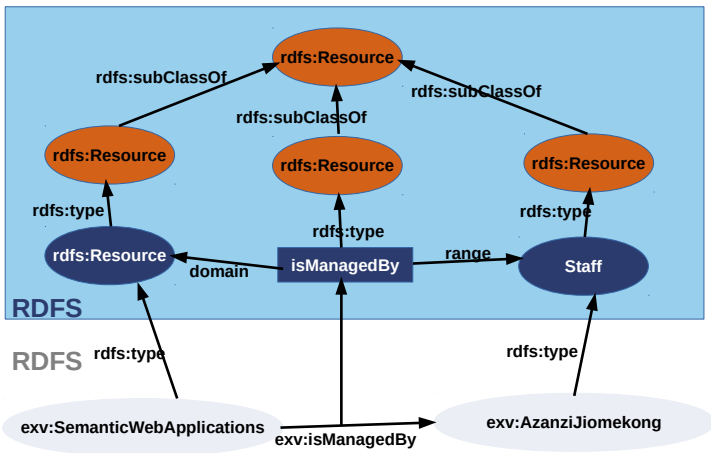 rdfs:Resource
rdfs:subClassOf
rdfs:subClassOf
rdfs:subClassOf
rdfs:Resource
rdfs:Resource
rdfs:Resource
rdfs:type
rdfs:type
rdfs:type
rdfs:Resource
domain
isManagedBy
range
Staff
RDFS
RDFS
rdfs:type
rdfs:type
exv:SemanticWebApplications
exv:isManagedBy
exv:AzanziJiomekong